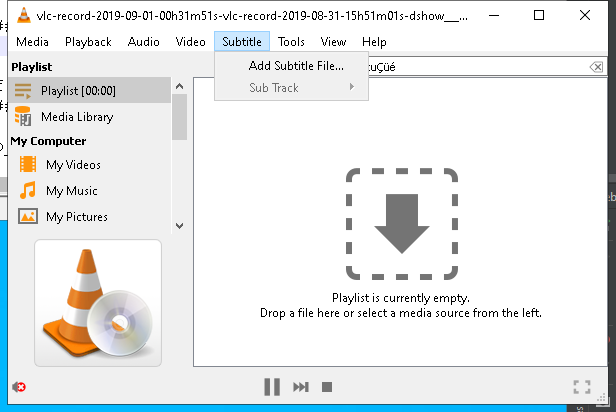 vlc-record-2019-09-01-00h31m51s-vlc-record-2019-08-31-15h51m01s-dshow__...
Media Playback Audio Video Subtitle Tools View Help
Playlist
Playlist [00:00]
Media Library
My Computer
My Videos
My Music
My Pictures
Add Subtitle File...
Sub Track
Playlist is currently empty.
Drop a file here or select a media source from the left.